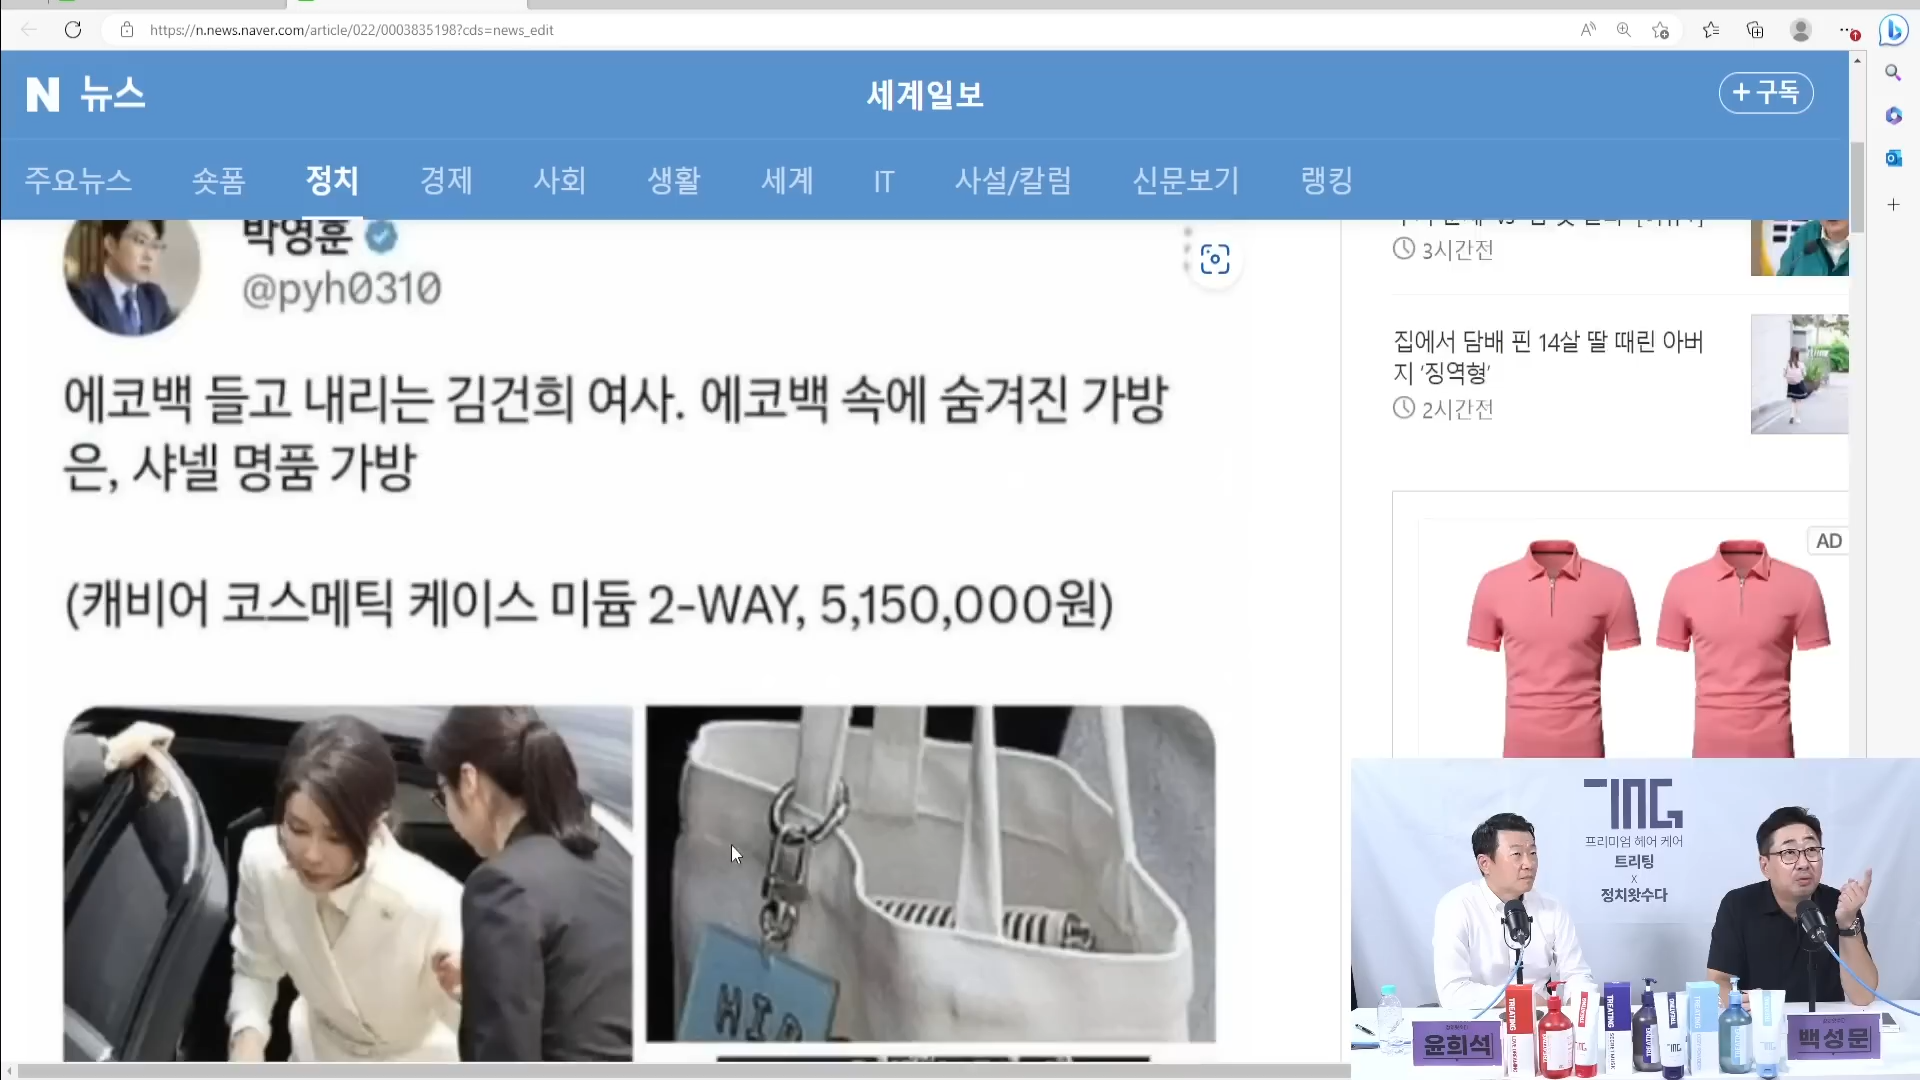 https://n.news.naver.com/article/022/0003835198?cds=news_edit
N 뉴스
세계일보
+ 구독
주요뉴스 숏폼 정치 경제 사회 생활 세계 IT 사설/칼럼 신문보기 랭킹
박영훈
@pyh0310
에코백 들고 내리는 김건희 여사. 에코백 속에 숨겨진 가방
은, 샤넬 명품 가방
(캐비어 코스메틱 케이스 미듐 2-WAY, 5,150,000원)
3시간전
집에서 담배 핀 14살 딸 때린 아버
지 ‘징역형’
2시간전
AD
TING
프리미엄 헤어 케어
트리팅
X
정치왓수다
TREATING
TREATING
TREATING
윤희석
백성문